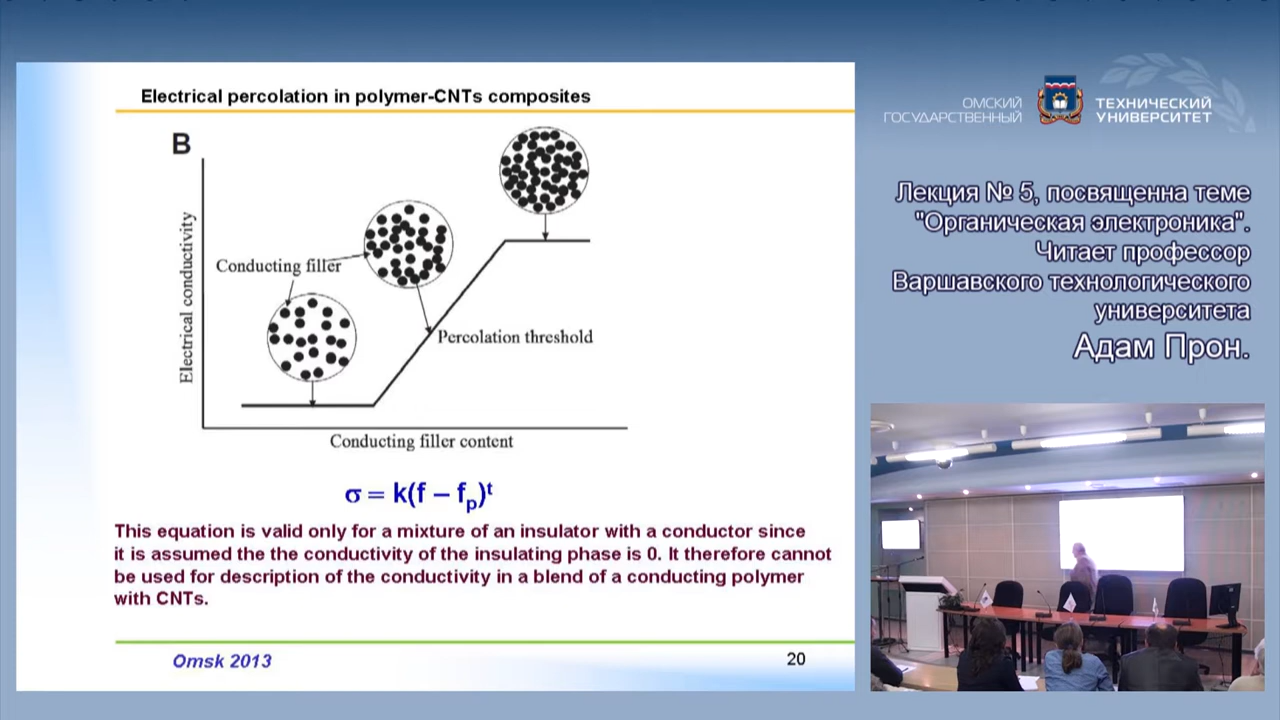 Electrical percolation in polymer-CNTs composites
B
Electrical conductivity
Conducting filler
Percolation threshold
Conducting filler content
σ = k(f – fp)t
This equation is valid only for a mixture of an insulator with a conductor since
it is assumed the the conductivity of the insulating phase is 0. It therefore cannot
be used for description of the conductivity in a blend of a conducting polymer
with CNTs.
Omsk 2013
20
ОМСКИЙ
ГОСУДАРСТВЕННЫЙ
ТЕХНИЧЕСКИЙ
УНИВЕРСИТЕТ
Лекция № 5, посвященна теме
"Органическая электроника".
Читает профессор
Варшавского технологического
университета
Адам Прон.